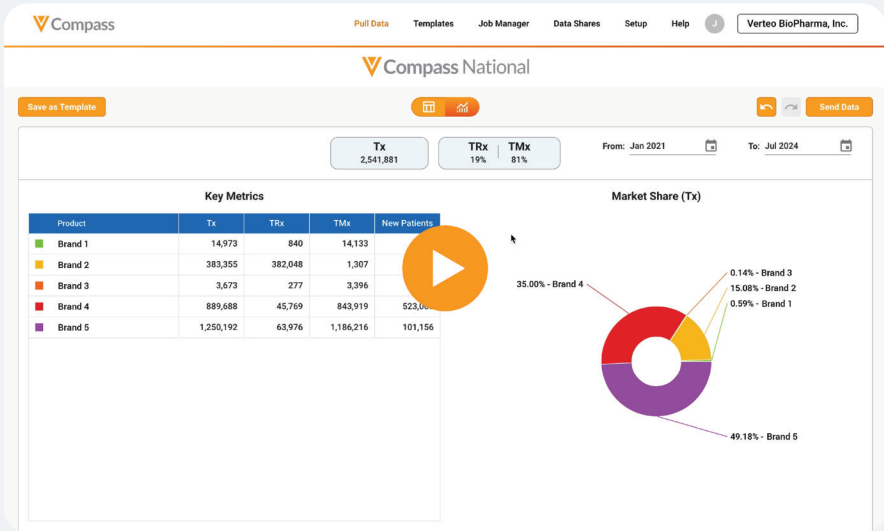 Compass
Pull Data Templates Job Manager Data Shares Setup Help J Verteo BioPharma, Inc.
Compass National
Save as Template
Send Data
Tx
2,541,881
TRx TMx
19% 81%
From: Jan 2021 To: Jul 2024
Key Metrics
Product Tx TRx TMx New Patients
Brand 1 14,973 840 14,133
Brand 2 383,355 382,048 1,307
Brand 3 3,673 277 3,396
Brand 4 889,688 45,769 843,919
Brand 5 1,250,192 63,976 1,186,216 101,156
Market Share (Tx)
35.00% - Brand 4
0.14% - Brand 3
15.08% - Brand 2
0.59% - Brand 1
49.18% - Brand 5